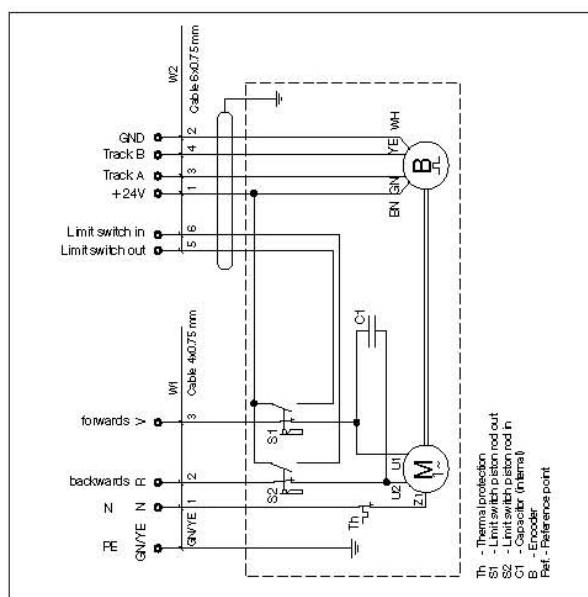 W2
Cable 6x0.75 mm
GND 2 WH
Track B 4 YE
Track A 3 GN
+24V 1 BN
B
Limit switch in 6
Limit switch out 5
C1
W1
Cable 4x0.75 mm
forwards V 3
S1
backwards R 2
S2
N N 1
Th
U1
U2
Z1
M
1~
PE GN/YE GN/YE
Th - Thermal protection
S1 - Limit switch piston rod out
S2 - Limit switch piston rod in
C1 - Capacitor (internal)
B - Encoder
Ref. - Reference point